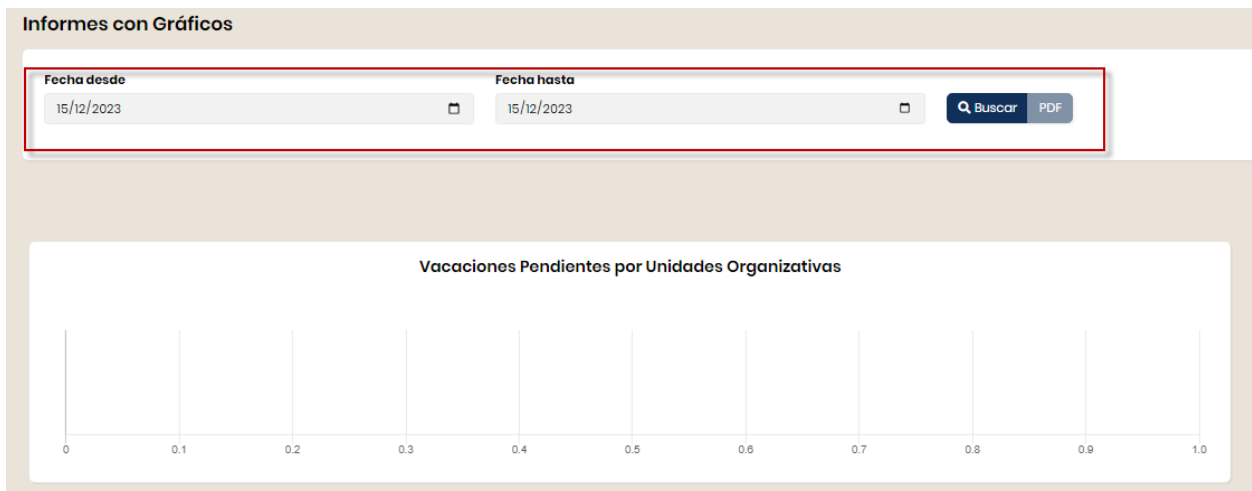 Informes con Gráficos
Fecha desde Fecha hasta
15/12/2023 15/12/2023 Buscar PDF
Vacaciones Pendientes por Unidades Organizativas
0 0.1 0.2 0.3 0.4 0.5 0.6 0.7 0.8 0.9 1.0